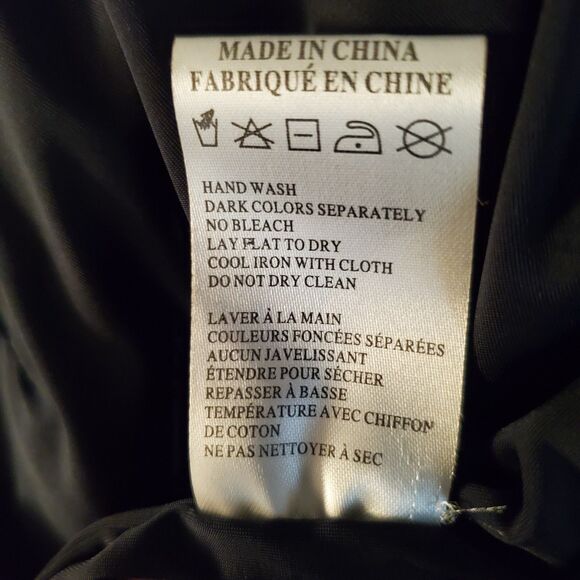 MADE IN CHINA
FABRIQUÉ EN CHINE
HAND WASH
DARK COLORS SEPARATELY
NO BLEACH
LAY FLAT TO DRY
COOL IRON WITH CLOTH
DO NOT DRY CLEAN
LAVER À LA MAIN
COULEURS FONCÉES SÉPARÉES
AUCUN JAVELISSANT
ÉTENDRE POUR SÉCHER
REPASSER À BASSE
TEMPÉRATURE AVEC CHIFFON
DE COTON
NE PAS NETTOYER À SEC